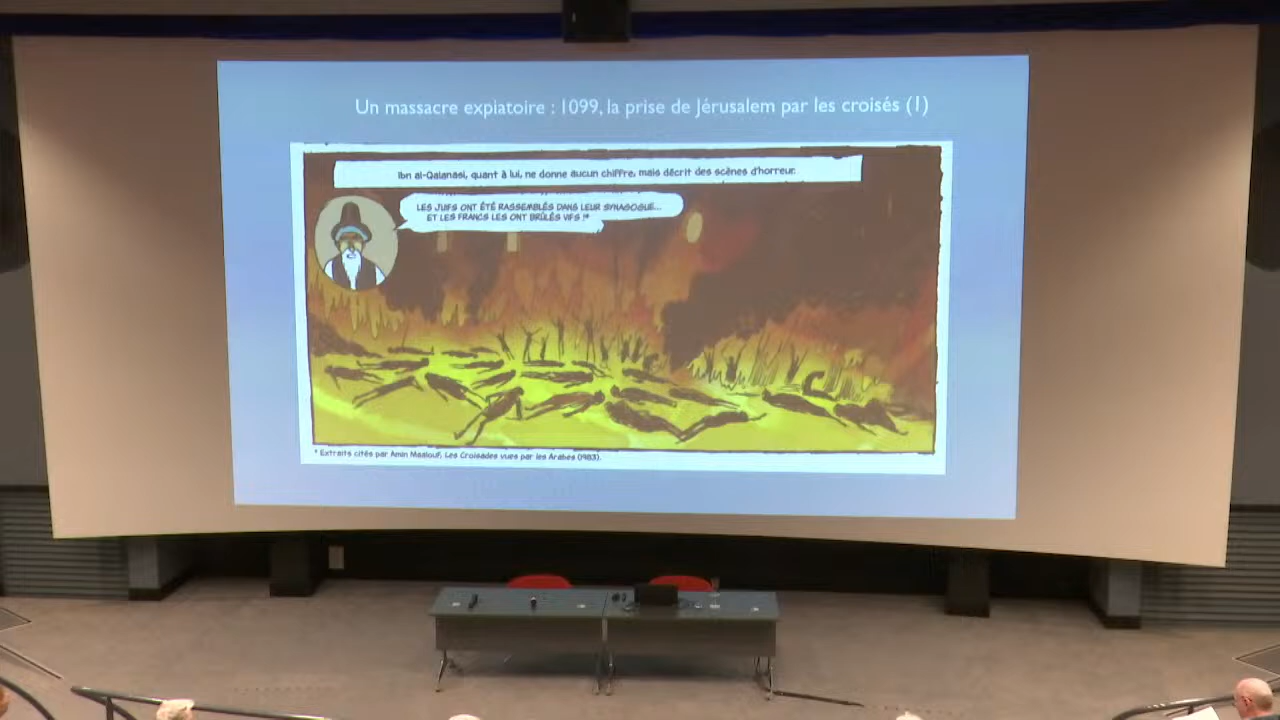 Un massacre expiatoire : 1099, la prise de Jérusalem par les croisés (1)
Ibn al-Qalanasi, quant à lui, ne donne aucun chiffre, mais décrit des scènes d'horreur.
LES JUIFS ONT ÉTÉ RASSEMBLÉS DANS LEUR SYNAGOGUE...
ET LES FRANCS LES ONT BRÛLÉS VIFS !*
* Extraits cités par Amin Maalouf, Les Croisades vues par les Arabes (1983).